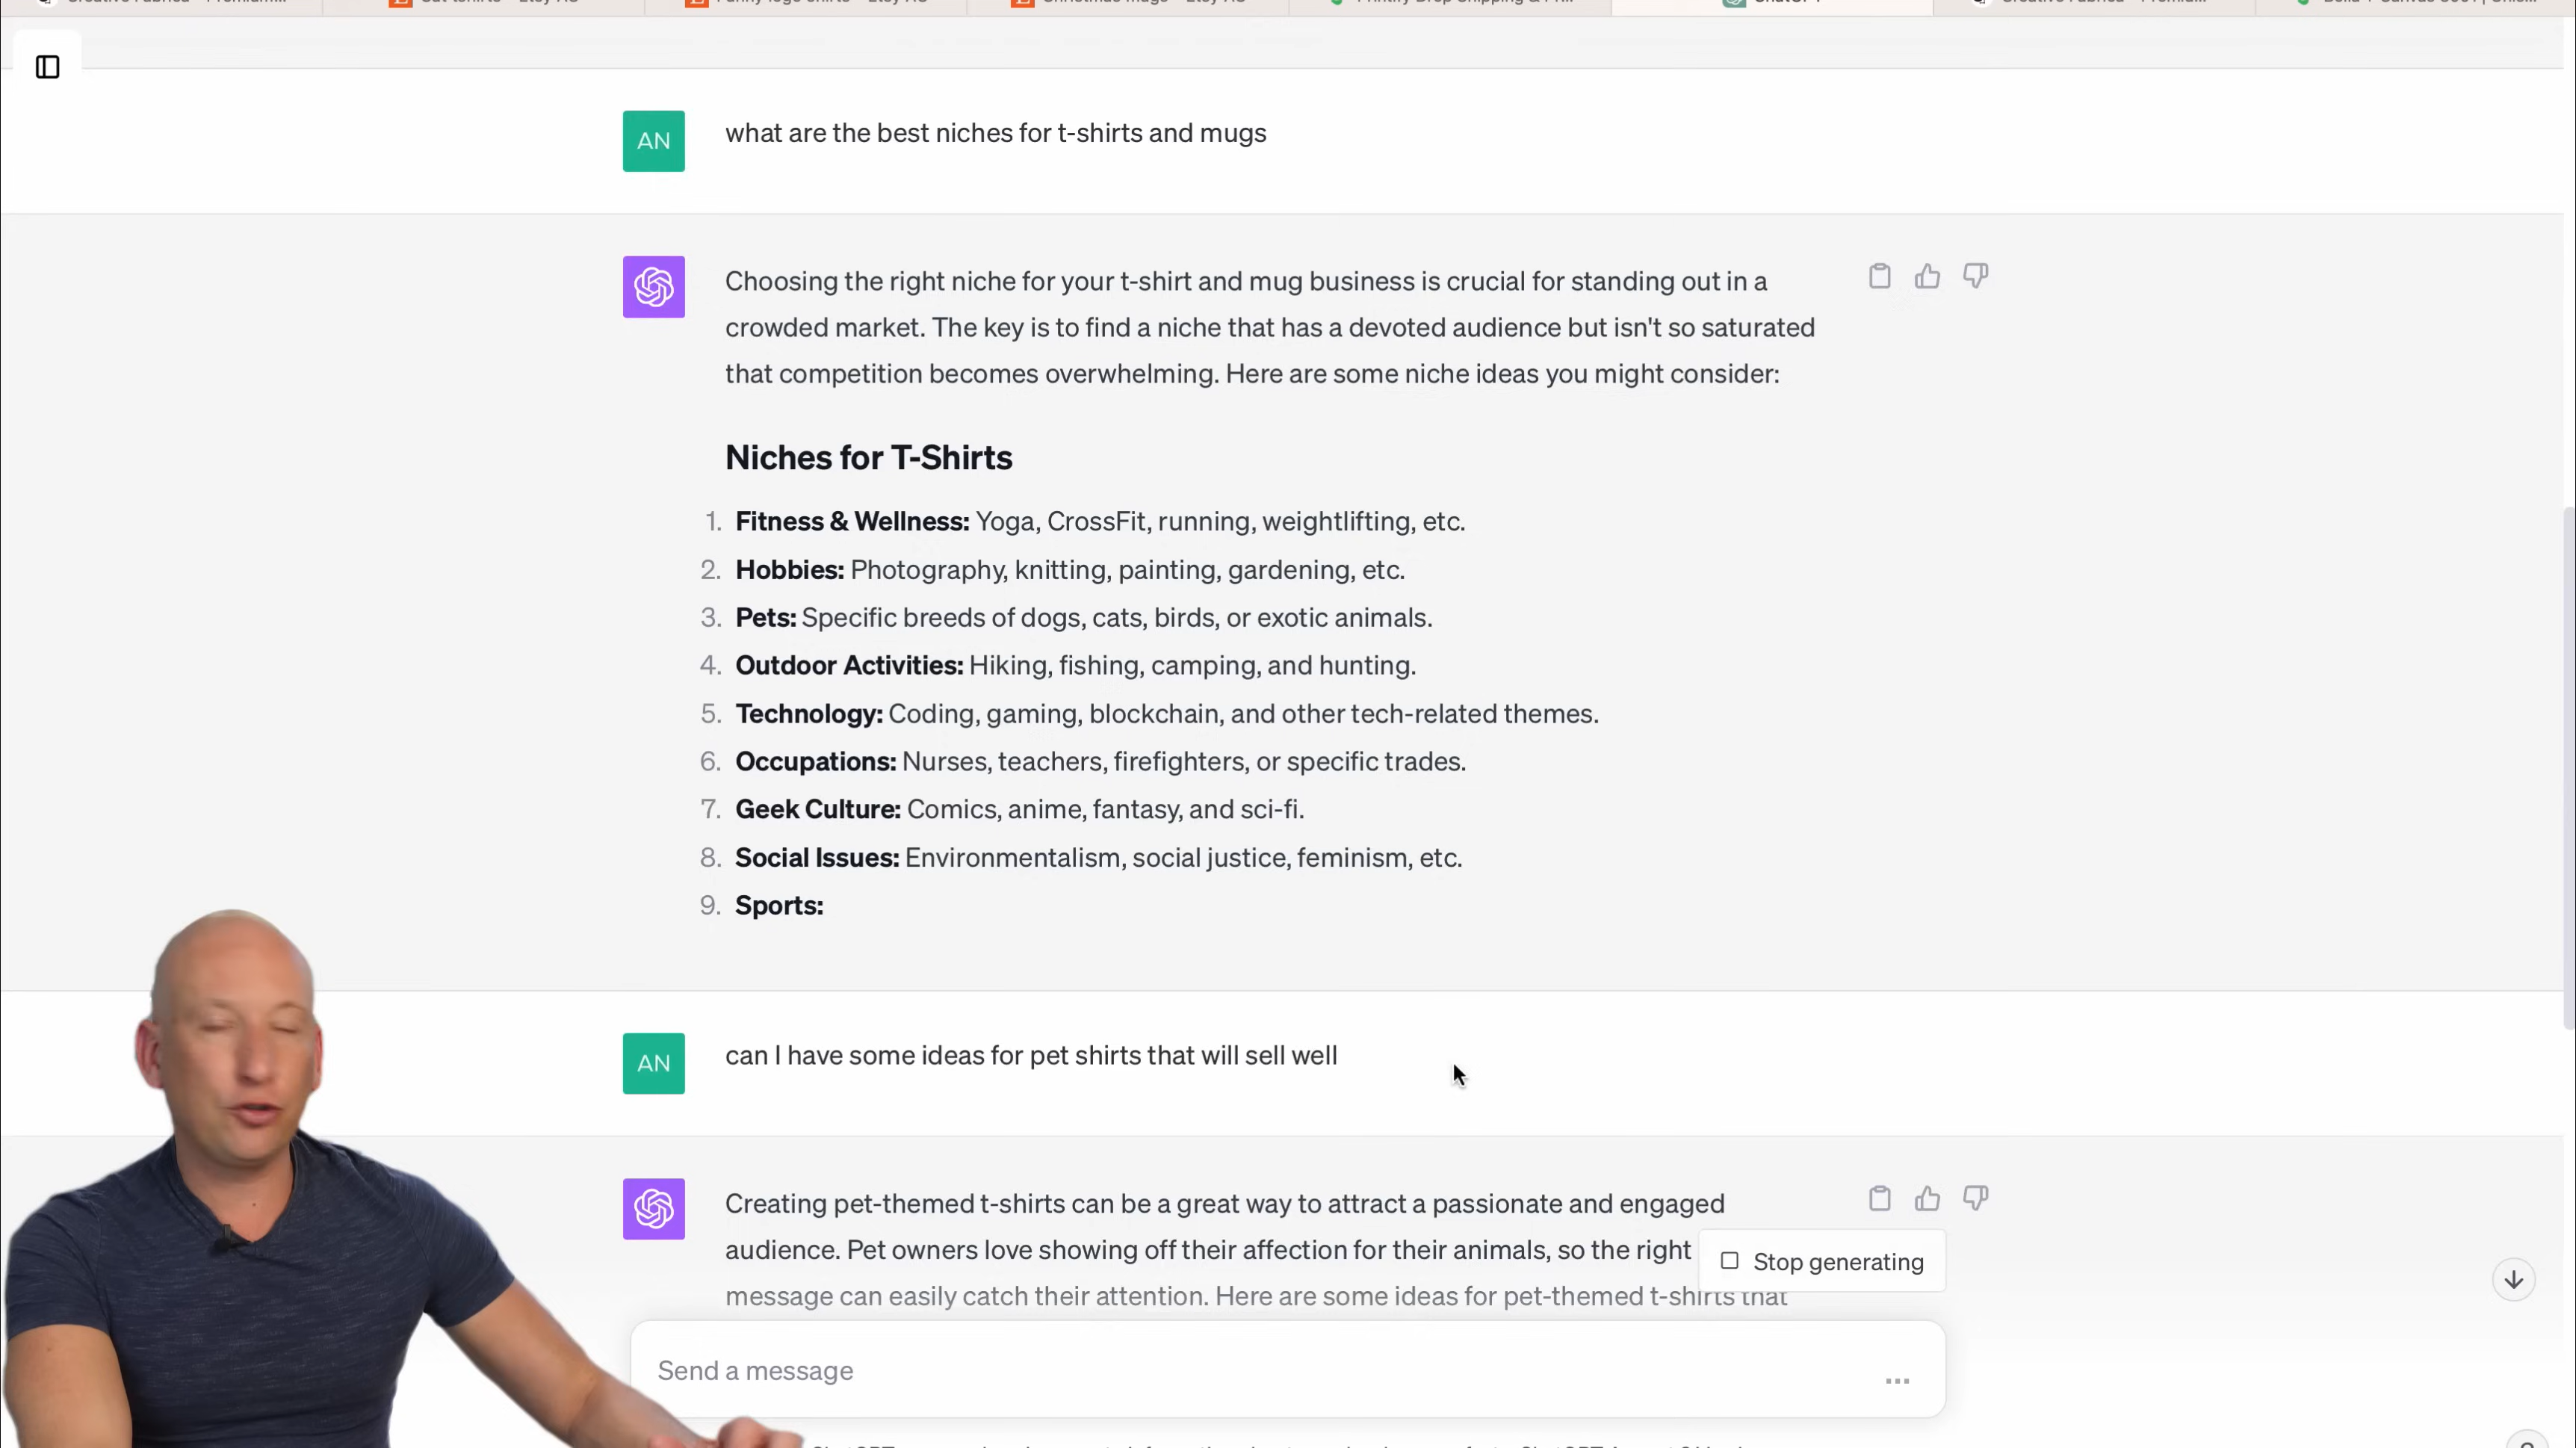 AN
what are the best niches for t-shirts and mugs
Choosing the right niche for your t-shirt and mug business is crucial for standing out in a
crowded market. The key is to find a niche that has a devoted audience but isn't so saturated
that competition becomes overwhelming. Here are some niche ideas you might consider:
Niches for T-Shirts
1. Fitness & Wellness: Yoga, CrossFit, running, weightlifting, etc.
2. Hobbies: Photography, knitting, painting, gardening, etc.
3. Pets: Specific breeds of dogs, cats, birds, or exotic animals.
4. Outdoor Activities: Hiking, fishing, camping, and hunting.
5. Technology: Coding, gaming, blockchain, and other tech-related themes.
6. Occupations: Nurses, teachers, firefighters, or specific trades.
7. Geek Culture: Comics, anime, fantasy, and sci-fi.
8. Social Issues: Environmentalism, social justice, feminism, etc.
9. Sports:
AN
can I have some ideas for pet shirts that will sell well
Creating pet-themed t-shirts can be a great way to attract a passionate and engaged
audience. Pet owners love showing off their affection for their animals, so the right
Stop generating
message can easily catch their attention. Here are some ideas for pet-themed t-shirts that
Send a message